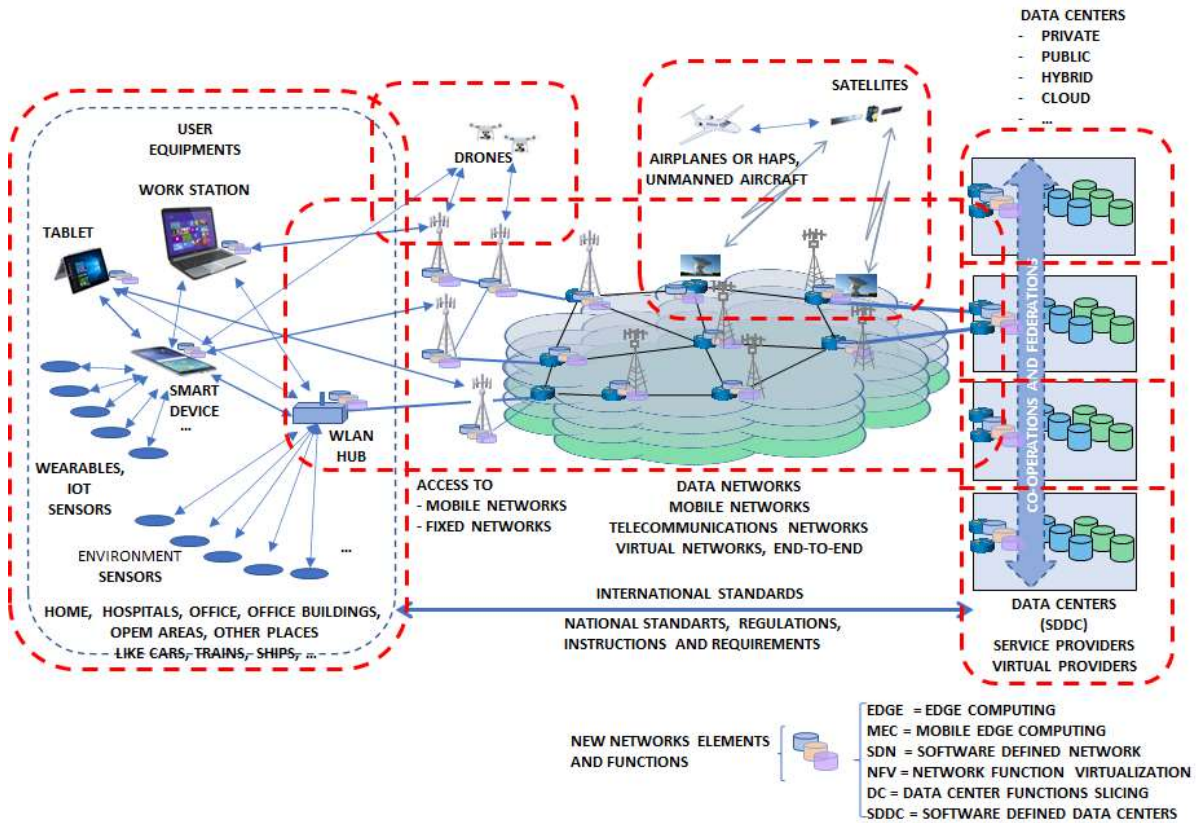 DATA CENTERS
- PRIVATE
- PUBLIC
- HYBRID
- CLOUD
- ...
USER
EQUIPMENTS
WORK STATION
TABLET
SMART
DEVICE
...
WLAN
HUB
WEARABLES,
IOT
SENSORS
ENVIRONMENT
SENSORS
...
HOME, HOSPITALS, OFFICE, OFFICE BUILDINGS,
OPEM AREAS, OTHER PLACES
LIKE CARS, TRAINS, SHIPS, ...
DRONES
SATELLITES
AIRPLANES OR HAPS,
UNMANNED AIRCRAFT
ACCESS TO
- MOBILE NETWORKS
- FIXED NETWORKS
DATA NETWORKS
MOBILE NETWORKS
TELECOMMUNICATIONS NETWORKS
VIRTUAL NETWORKS, END-TO-END
INTERNATIONAL STANDARDS
NATIONAL STANDARTS, REGULATIONS,
INSTRUCTIONS AND REQUIREMENTS
CO-OPERATIONS AND FEDERATIONS
DATA CENTERS
(SDDC)
SERVICE PROVIDERS
VIRTUAL PROVIDERS
NEW NETWORKS ELEMENTS
AND FUNCTIONS
EDGE = EDGE COMPUTING
MEC = MOBILE EDGE COMPUTING
SDN = SOFTWARE DEFINED NETWORK
NFV = NETWORK FUNCTION VIRTUALIZATION
DC = DATA CENTER FUNCTIONS SLICING
SDDC = SOFTWARE DEFINED DATA CENTERS